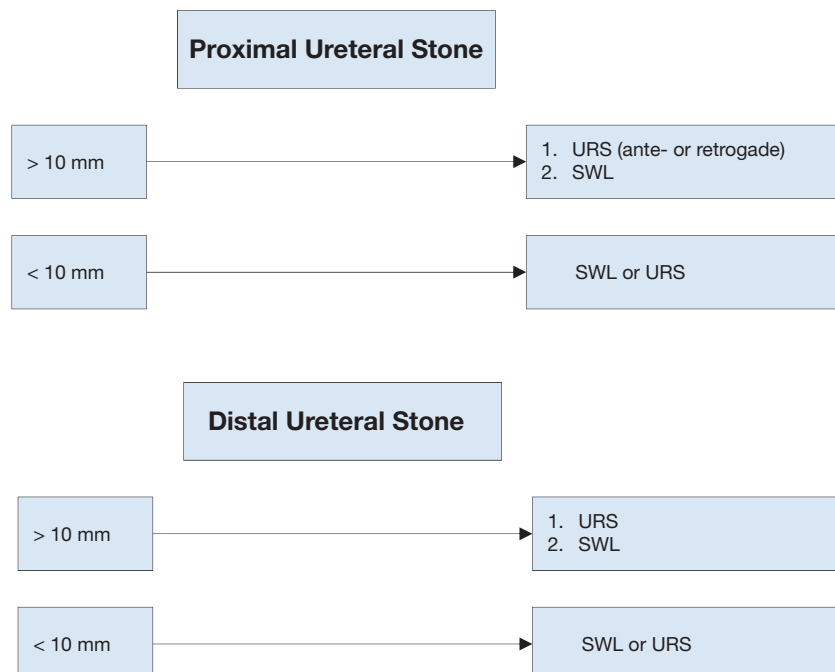 Proximal Ureteral Stone
> 10 mm
1. URS (ante- or retrogade)
2. SWL
< 10 mm
SWL or URS
Distal Ureteral Stone
> 10 mm
1. URS
2. SWL
< 10 mm
SWL or URS